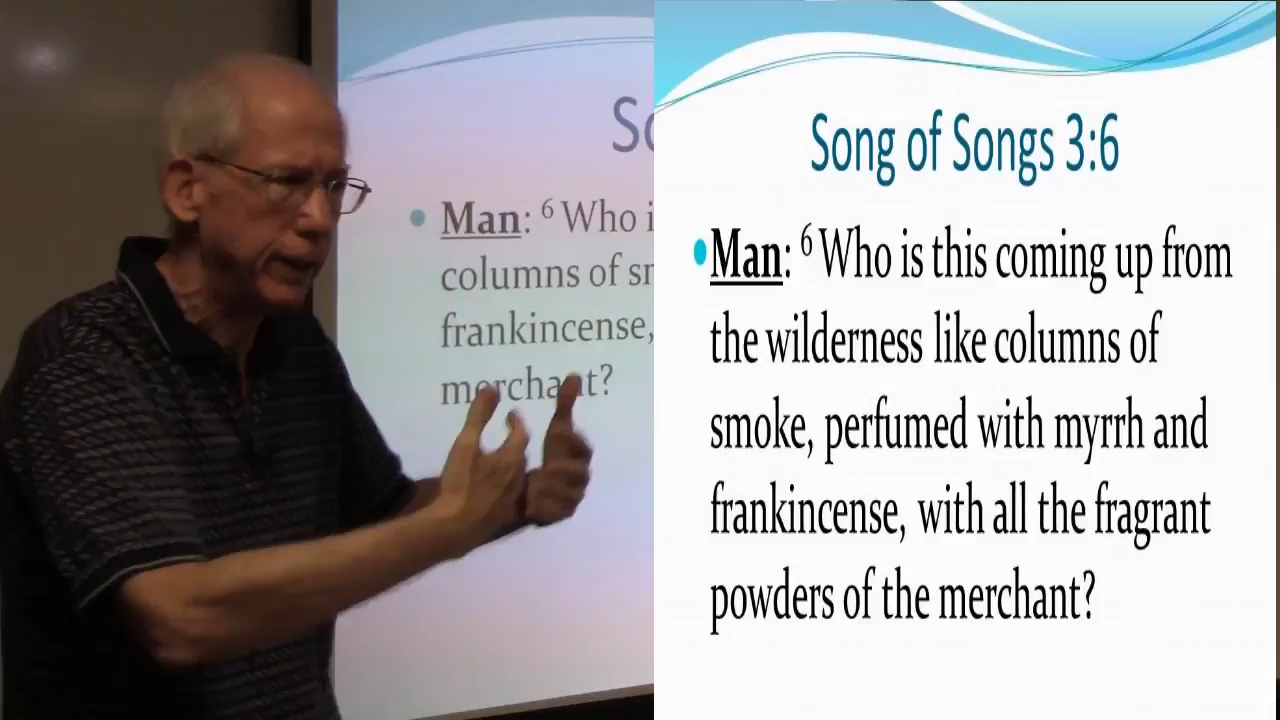 So
• Man: 6 Who i
columns of sm
frankincense,
merchant?
Song of Songs 3:6
•Man: 6 Who is this coming up from
the wilderness like columns of
smoke, perfumed with myrrh and
frankincense, with all the fragrant
powders of the merchant?